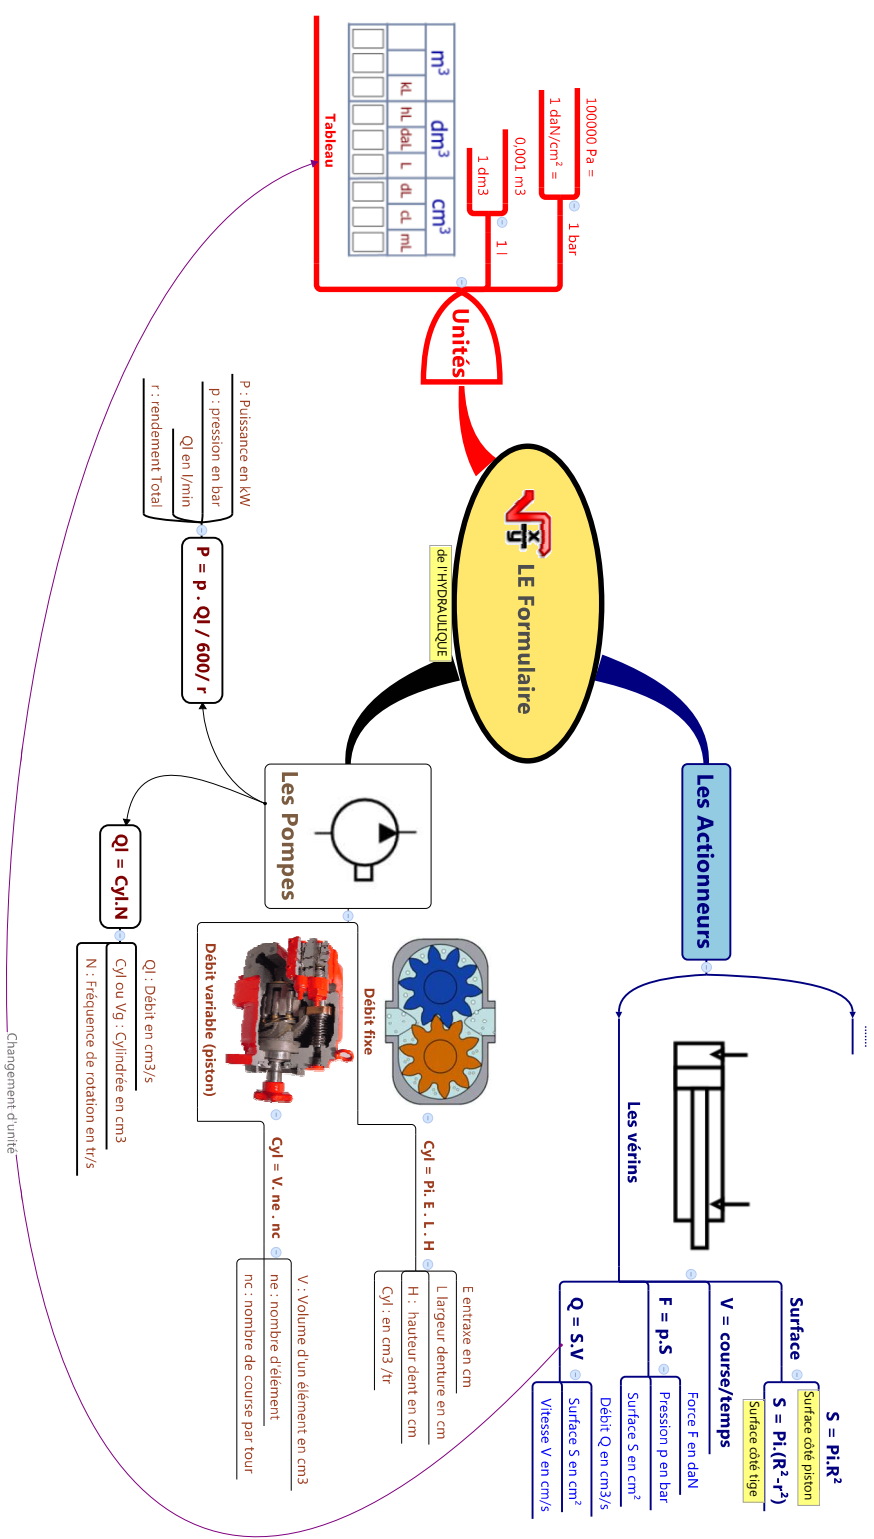 LE Formulaire
de l'HYDRAULIQUE
Unités
1 bar
100000 Pa =
1 daN/cm² =
1 l
0,001 m3
1 dm3
Tableau
m³ dm³ cm³
kL hL daL L dL cL mL
Les Actionneurs
.......
Les vérins
Surface
S = Pi.R²
Surface côté piston
S = Pi.(R²-r²)
Surface côté tige
V = course/temps
F = p.S
Force F en daN
Pression p en bar
Surface S en cm²
Q = S.V
Débit Q en cm3/s
Surface S en cm²
Vitesse V en cm/s
Les Pompes
Débit fixe
Cyl = Pi. E . L . H
E entraxe en cm
L largeur denture en cm
H : hauteur dent en cm
Cyl : en cm3 /tr
Débit variable (piston)
Cyl = V. ne . nc
V : Volume d'un élément en cm3
ne : nombre d'élément
nc : nombre de course par tour
P = p . Ql / 600/ r
P : Puissance en kW
p : pression en bar
Ql en l/min
r : rendement Total
Ql = Cyl.N
Ql : Débit en cm3/s
Cyl ou Vg : Cylindrée en cm3
N : Fréquence de rotation en tr/s
Changement d'unité